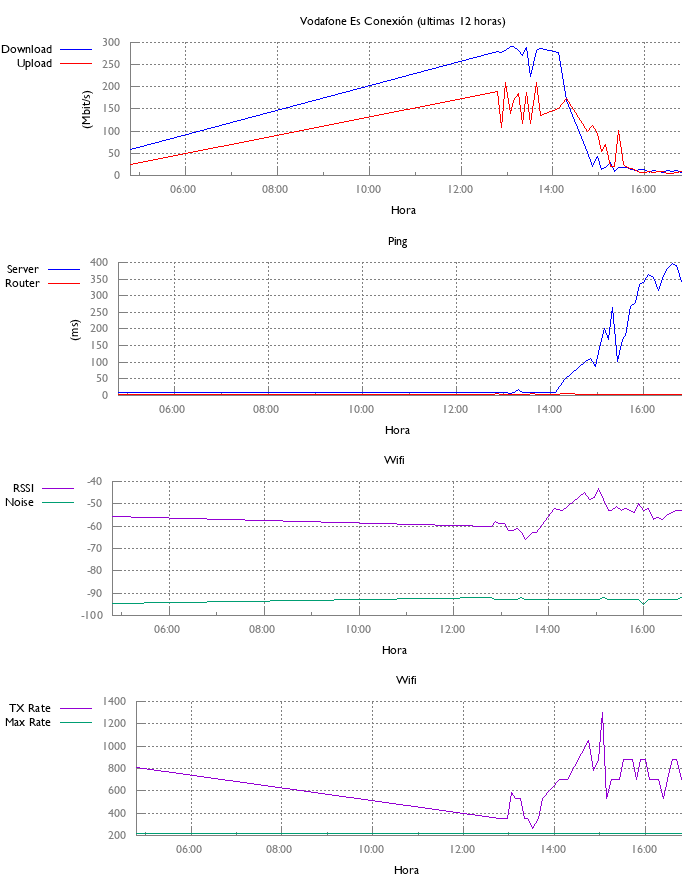 Vodafone Es Conexión (ultimas 12 horas)
Download
Upload
300
250
200
150
100
50
0
(Mbit/s)
06:00 08:00 10:00 12:00 14:00 16:00
Hora
Ping
Server
Router
400
350
300
250
200
150
100
50
0
(ms)
06:00 08:00 10:00 12:00 14:00 16:00
Hora
Wifi
RSSI
Noise
-40
-50
-60
-70
-80
-90
-100
06:00 08:00 10:00 12:00 14:00 16:00
Hora
Wifi
TX Rate
Max Rate
1400
1200
1000
800
600
400
200
06:00 08:00 10:00 12:00 14:00 16:00
Hora